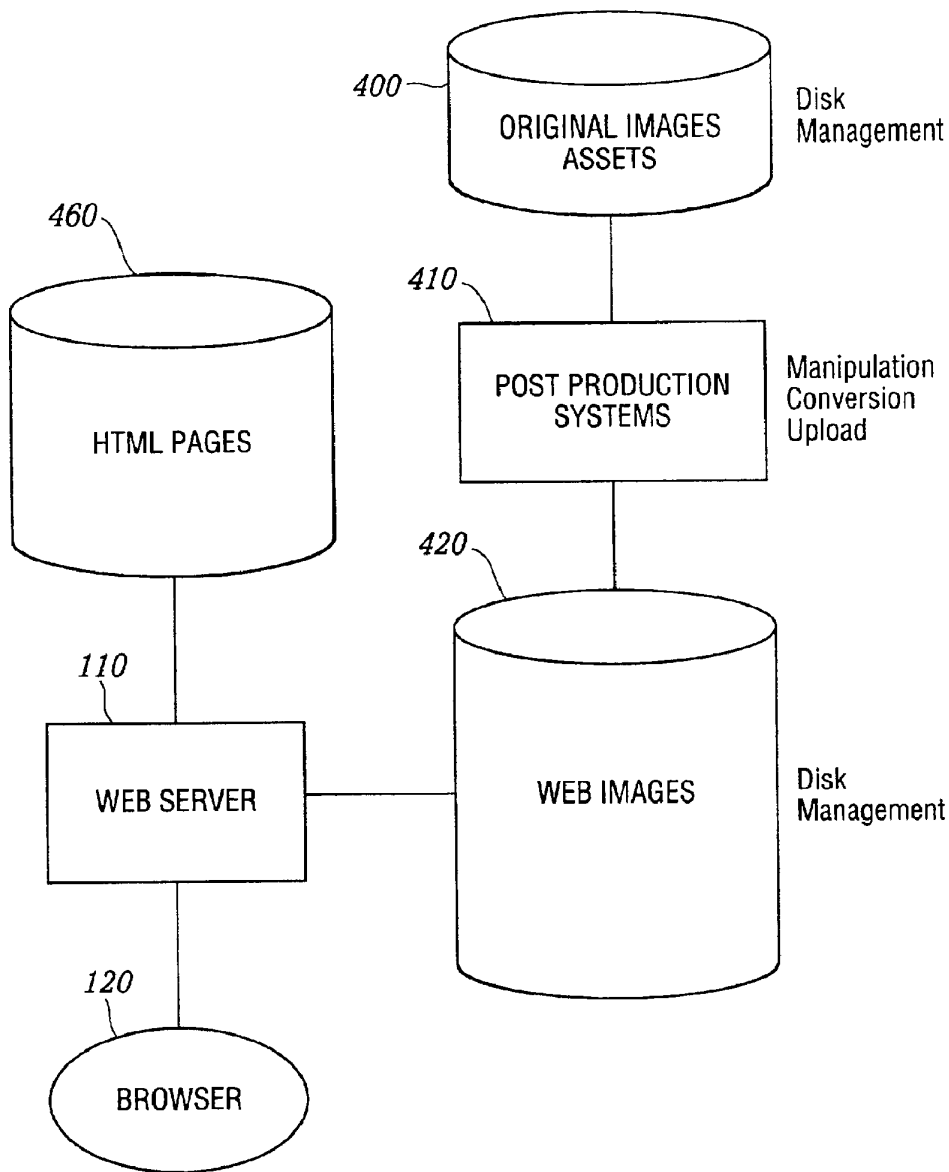 400
ORIGINAL IMAGES
ASSETS
Disk
Management
460
HTML PAGES
410
POST PRODUCTION
SYSTEMS
Manipulation
Conversion
Upload
420
WEB IMAGES
Disk
Management
110
WEB SERVER
120
BROWSER